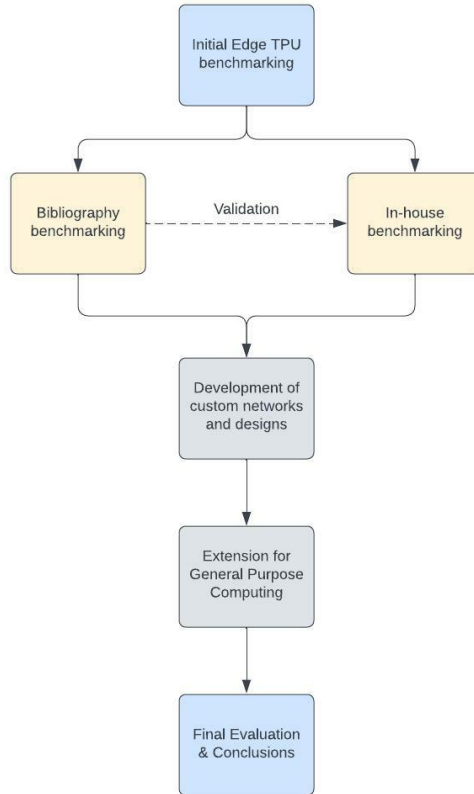 Initial Edge TPU
benchmarking
Bibliography
benchmarking
Validation
In-house
benchmarking
Development of
custom networks
and designs
Extension for
General Purpose
Computing
Final Evaluation
& Conclusions